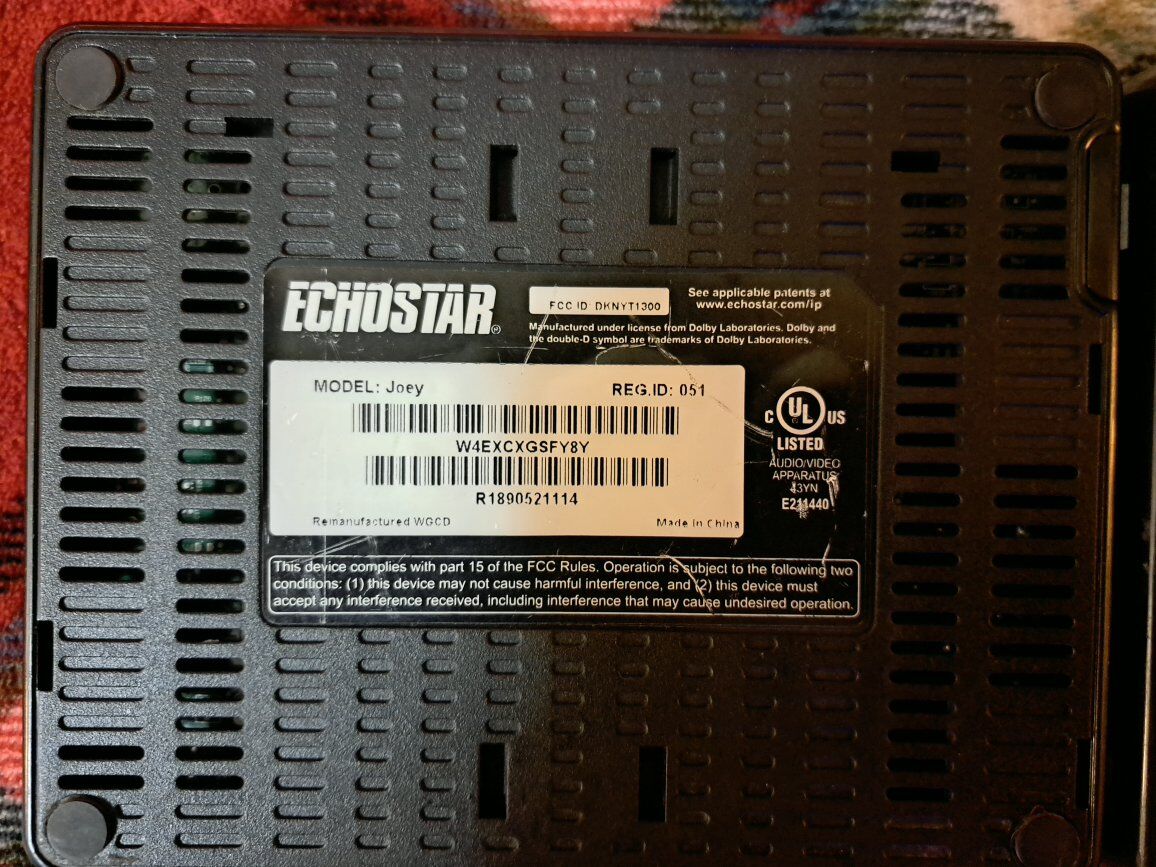 ECHOSTAR®
FCC ID: DKNYT1300
See applicable patents at
www.echostar.com/ip
Manufactured under license from Dolby Laboratories. Dolby and
the double-D symbol are trademarks of Dolby Laboratories.
MODEL: Joey REG.ID: 051
W4EXCXGSFY8Y
R1890521114
Remanufactured WGCD Made in China
C UL US
LISTED
AUDIO/VIDEO
APPARATUS
43YN
E211440
This device complies with part 15 of the FCC Rules. Operation is subject to the following two
conditions: (1) this device may not cause harmful interference, and (2) this device must
accept any interference received, including interference that may cause undesired operation.